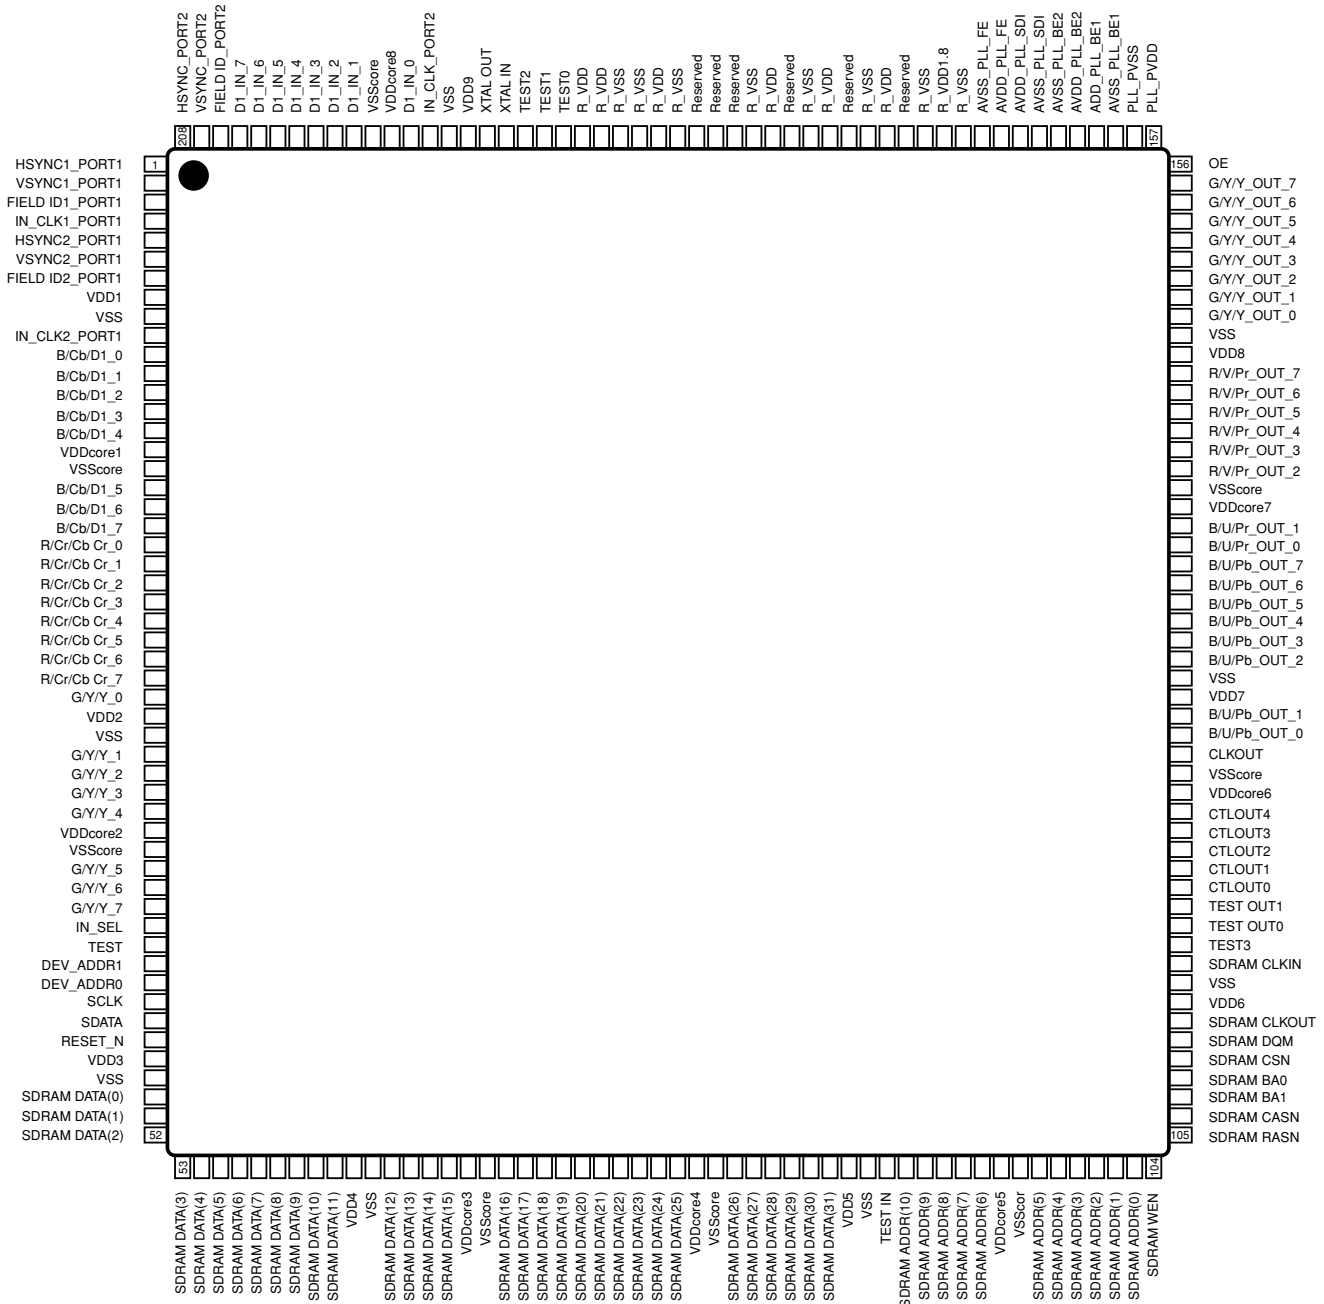 HSYNC_PORT2
VSYNC_PORT2
FIELD ID_PORT2
D1_IN_7
D1_IN_6
D1_IN_5
D1_IN_4
D1_IN_3
D1_IN_2
D1_IN_1
VSScore
VDDcore8
D1_IN_0
IN_CLK_PORT2
VSS
VDD9
XTAL OUT
XTAL IN
TEST2
TEST1
TEST0
R_VDD
R_VDD
R_VSS
R_VSS
R_VDD
R_VSS
Reserved
Reserved
Reserved
R_VSS
R_VDD
Reserved
R_VSS
R_VDD
Reserved
R_VSS
R_VDD
Reserved
R_VSS
R_VDD1.8
R_VSS
AVSS_PLL_FE
AVDD_PLL_FE
AVDD_PLL_SDI
AVSS_PLL_SDI
AVSS_PLL_BE2
AVDD_PLL_BE2
ADD_PLL_BE1
AVSS_PLL_BE1
PLL_PVSS
PLL_PVDD
208
157
HSYNC1_PORT1
1
VSYNC1_PORT1
FIELD ID1_PORT1
IN_CLK1_PORT1
HSYNC2_PORT1
VSYNC2_PORT1
FIELD ID2_PORT1
VDD1
VSS
IN_CLK2_PORT1
B/Cb/D1_0
B/Cb/D1_1
B/Cb/D1_2
B/Cb/D1_3
B/Cb/D1_4
VDDcore1
VSScore
B/Cb/D1_5
B/Cb/D1_6
B/Cb/D1_7
R/Cr/Cb Cr_0
R/Cr/Cb Cr_1
R/Cr/Cb Cr_2
R/Cr/Cb Cr_3
R/Cr/Cb Cr_4
R/Cr/Cb Cr_5
R/Cr/Cb Cr_6
R/Cr/Cb Cr_7
G/Y/Y_0
VDD2
VSS
G/Y/Y_1
G/Y/Y_2
G/Y/Y_3
G/Y/Y_4
VDDcore2
VSScore
G/Y/Y_5
G/Y/Y_6
G/Y/Y_7
IN_SEL
TEST
DEV_ADDR1
DEV_ADDR0
SCLK
SDATA
RESET_N
VDD3
VSS
SDRAM DATA(0)
SDRAM DATA(1)
SDRAM DATA(2)
52
156
OE
G/Y/Y_OUT_7
G/Y/Y_OUT_6
G/Y/Y_OUT_5
G/Y/Y_OUT_4
G/Y/Y_OUT_3
G/Y/Y_OUT_2
G/Y/Y_OUT_1
G/Y/Y_OUT_0
VSS
VDD8
R/V/Pr_OUT_7
R/V/Pr_OUT_6
R/V/Pr_OUT_5
R/V/Pr_OUT_4
R/V/Pr_OUT_3
R/V/Pr_OUT_2
VSScore
VDDcore7
B/U/Pr_OUT_1
B/U/Pr_OUT_0
B/U/Pb_OUT_7
B/U/Pb_OUT_6
B/U/Pb_OUT_5
B/U/Pb_OUT_4
B/U/Pb_OUT_3
B/U/Pb_OUT_2
VSS
VDD7
B/U/Pb_OUT_1
B/U/Pb_OUT_0
CLKOUT
VSScore
VDDcore6
CTLOUT4
CTLOUT3
CTLOUT2
CTLOUT1
CTLOUT0
TEST OUT1
TEST OUT0
TEST3
SDRAM CLKIN
VSS
VDD6
SDRAM CLKOUT
SDRAM DQM
SDRAM CSN
SDRAM BA0
SDRAM BA1
SDRAM CASN
105
SDRAM RASN
53
104
SDRAM DATA(3)
SDRAM DATA(4)
SDRAM DATA(5)
SDRAM DATA(6)
SDRAM DATA(7)
SDRAM DATA(8)
SDRAM DATA(9)
SDRAM DATA(10)
SDRAM DATA(11)
VDD4
VSS
SDRAM DATA(12)
SDRAM DATA(13)
SDRAM DATA(14)
SDRAM DATA(15)
VDDcore3
VSScore
SDRAM DATA(16)
SDRAM DATA(17)
SDRAM DATA(18)
SDRAM DATA(19)
SDRAM DATA(20)
SDRAM DATA(21)
SDRAM DATA(22)
SDRAM DATA(23)
SDRAM DATA(24)
SDRAM DATA(25)
VDDcore4
VSScore
SDRAM DATA(26)
SDRAM DATA(27)
SDRAM DATA(28)
SDRAM DATA(29)
SDRAM DATA(30)
SDRAM DATA(31)
VDD5
VSS
TEST IN
SDRAM ADDR(10)
SDRAM ADDR(9)
SDRAM ADDR(8)
SDRAM ADDR(7)
SDRAM ADDR(6)
VDDcore5
VSScor
SDRAM ADDR(5)
SDRAM ADDR(4)
SDRAM ADDR(3)
SDRAM ADDR(2)
SDRAM ADDR(1)
SDRAM ADDR(0)
SDRAM WEN